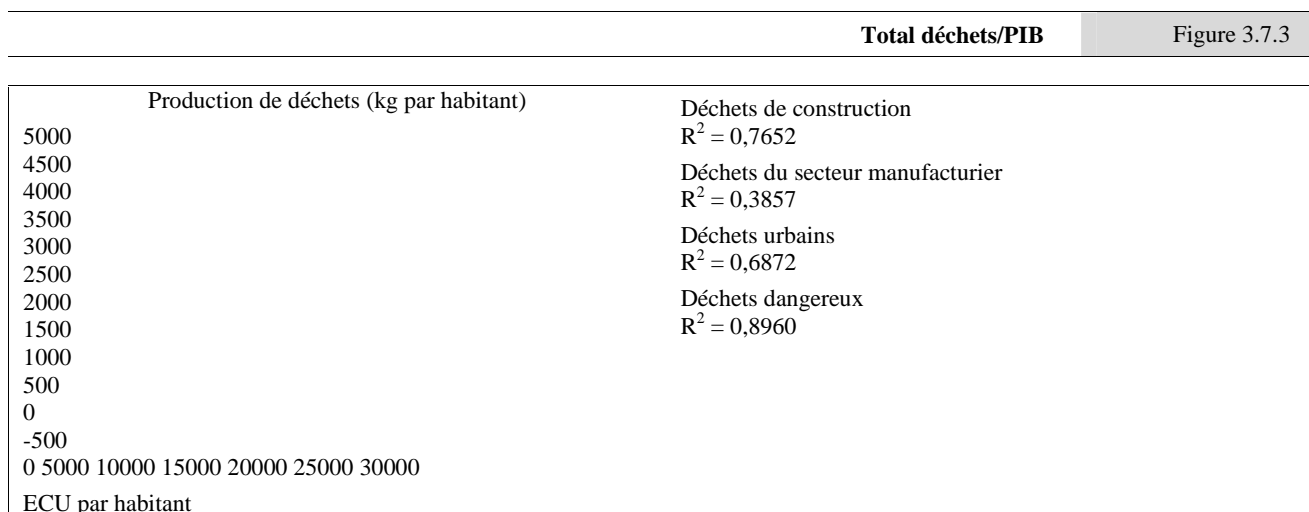 Total déchets/PIB Figure 3.7.3
Production de déchets (kg par habitant)
5000
4500
4000
3500
3000
2500
2000
1500
1000
500
0
-500
0 5000 10000 15000 20000 25000 30000
ECU par habitant
Déchets de construction
R² = 0,7652
Déchets du secteur manufacturier
R² = 0,3857
Déchets urbains
R² = 0,6872
Déchets dangereux
R² = 0,8960